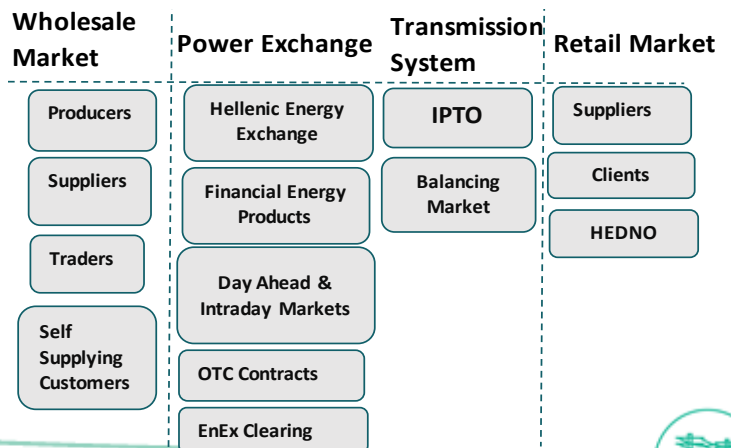 Wholesale
Market
Power Exchange
Transmission
System
Retail Market
Producers
Suppliers
Traders
Self
Supplying
Customers
Hellenic Energy
Exchange
Financial Energy
Products
Day Ahead &
Intraday Markets
OTC Contracts
EnEx Clearing
IPTO
Balancing
Market
Suppliers
Clients
HEDNO